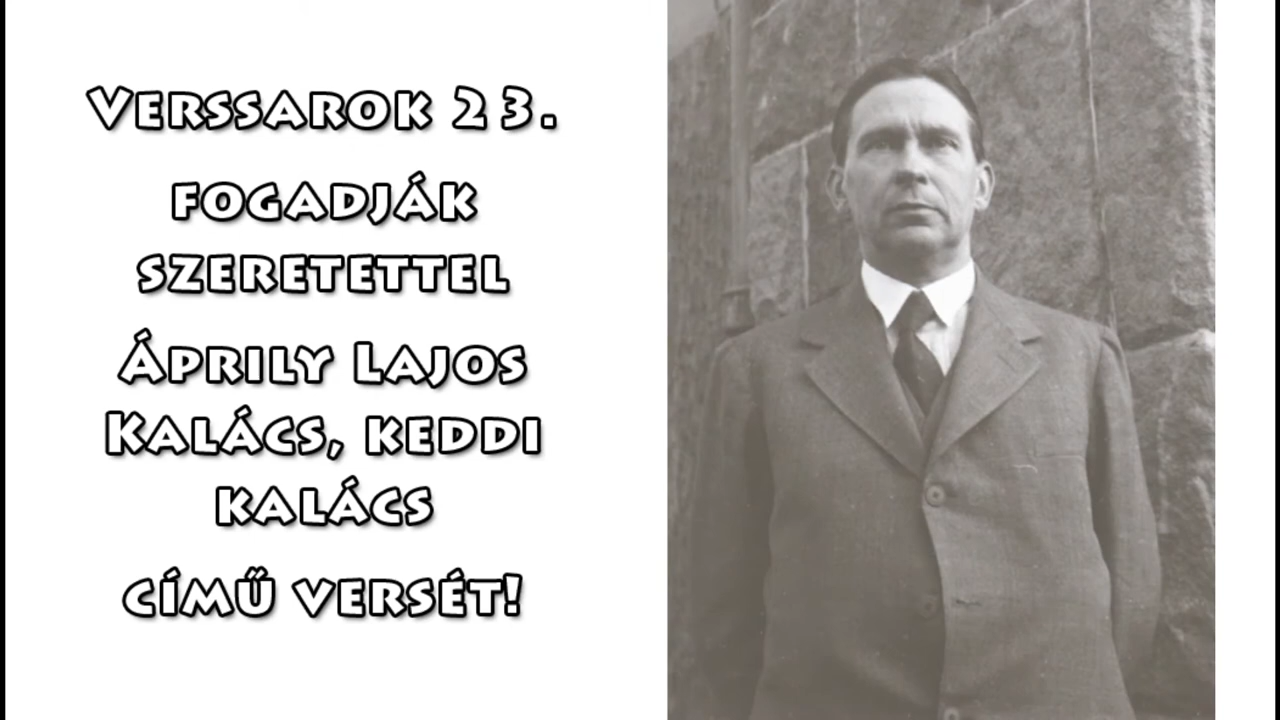 Verssarok 23.
fogadják
szeretettel
Áprily Lajos
Kalács, keddi
kalács
című versét!